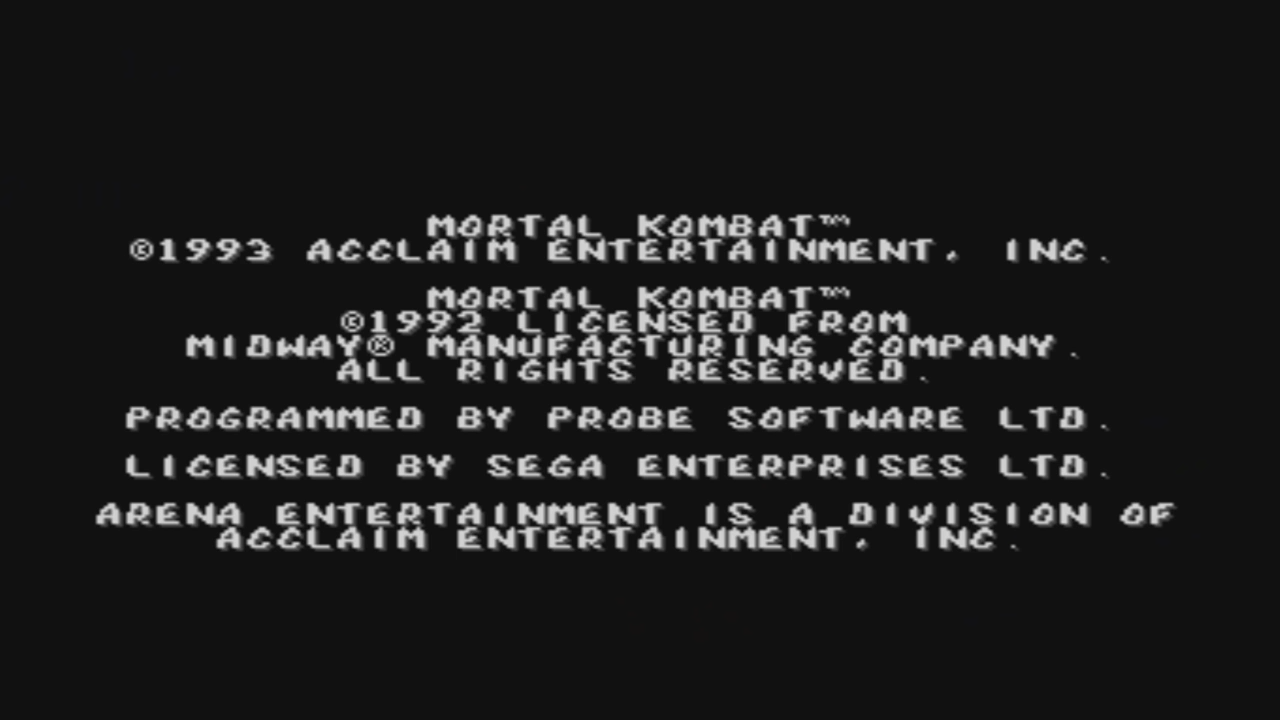 MORTAL KOMBAT™
©1993 ACCLAIM ENTERTAINMENT, INC.
MORTAL KOMBAT™
©1992 LICENSED FROM
MIDWAY® MANUFACTURING COMPANY.
ALL RIGHTS RESERVED.
PROGRAMMED BY PROBE SOFTWARE LTD.
LICENSED BY SEGA ENTERPRISES LTD.
ARENA ENTERTAINMENT IS A DIVISION OF
ACCLAIM ENTERTAINMENT, INC.